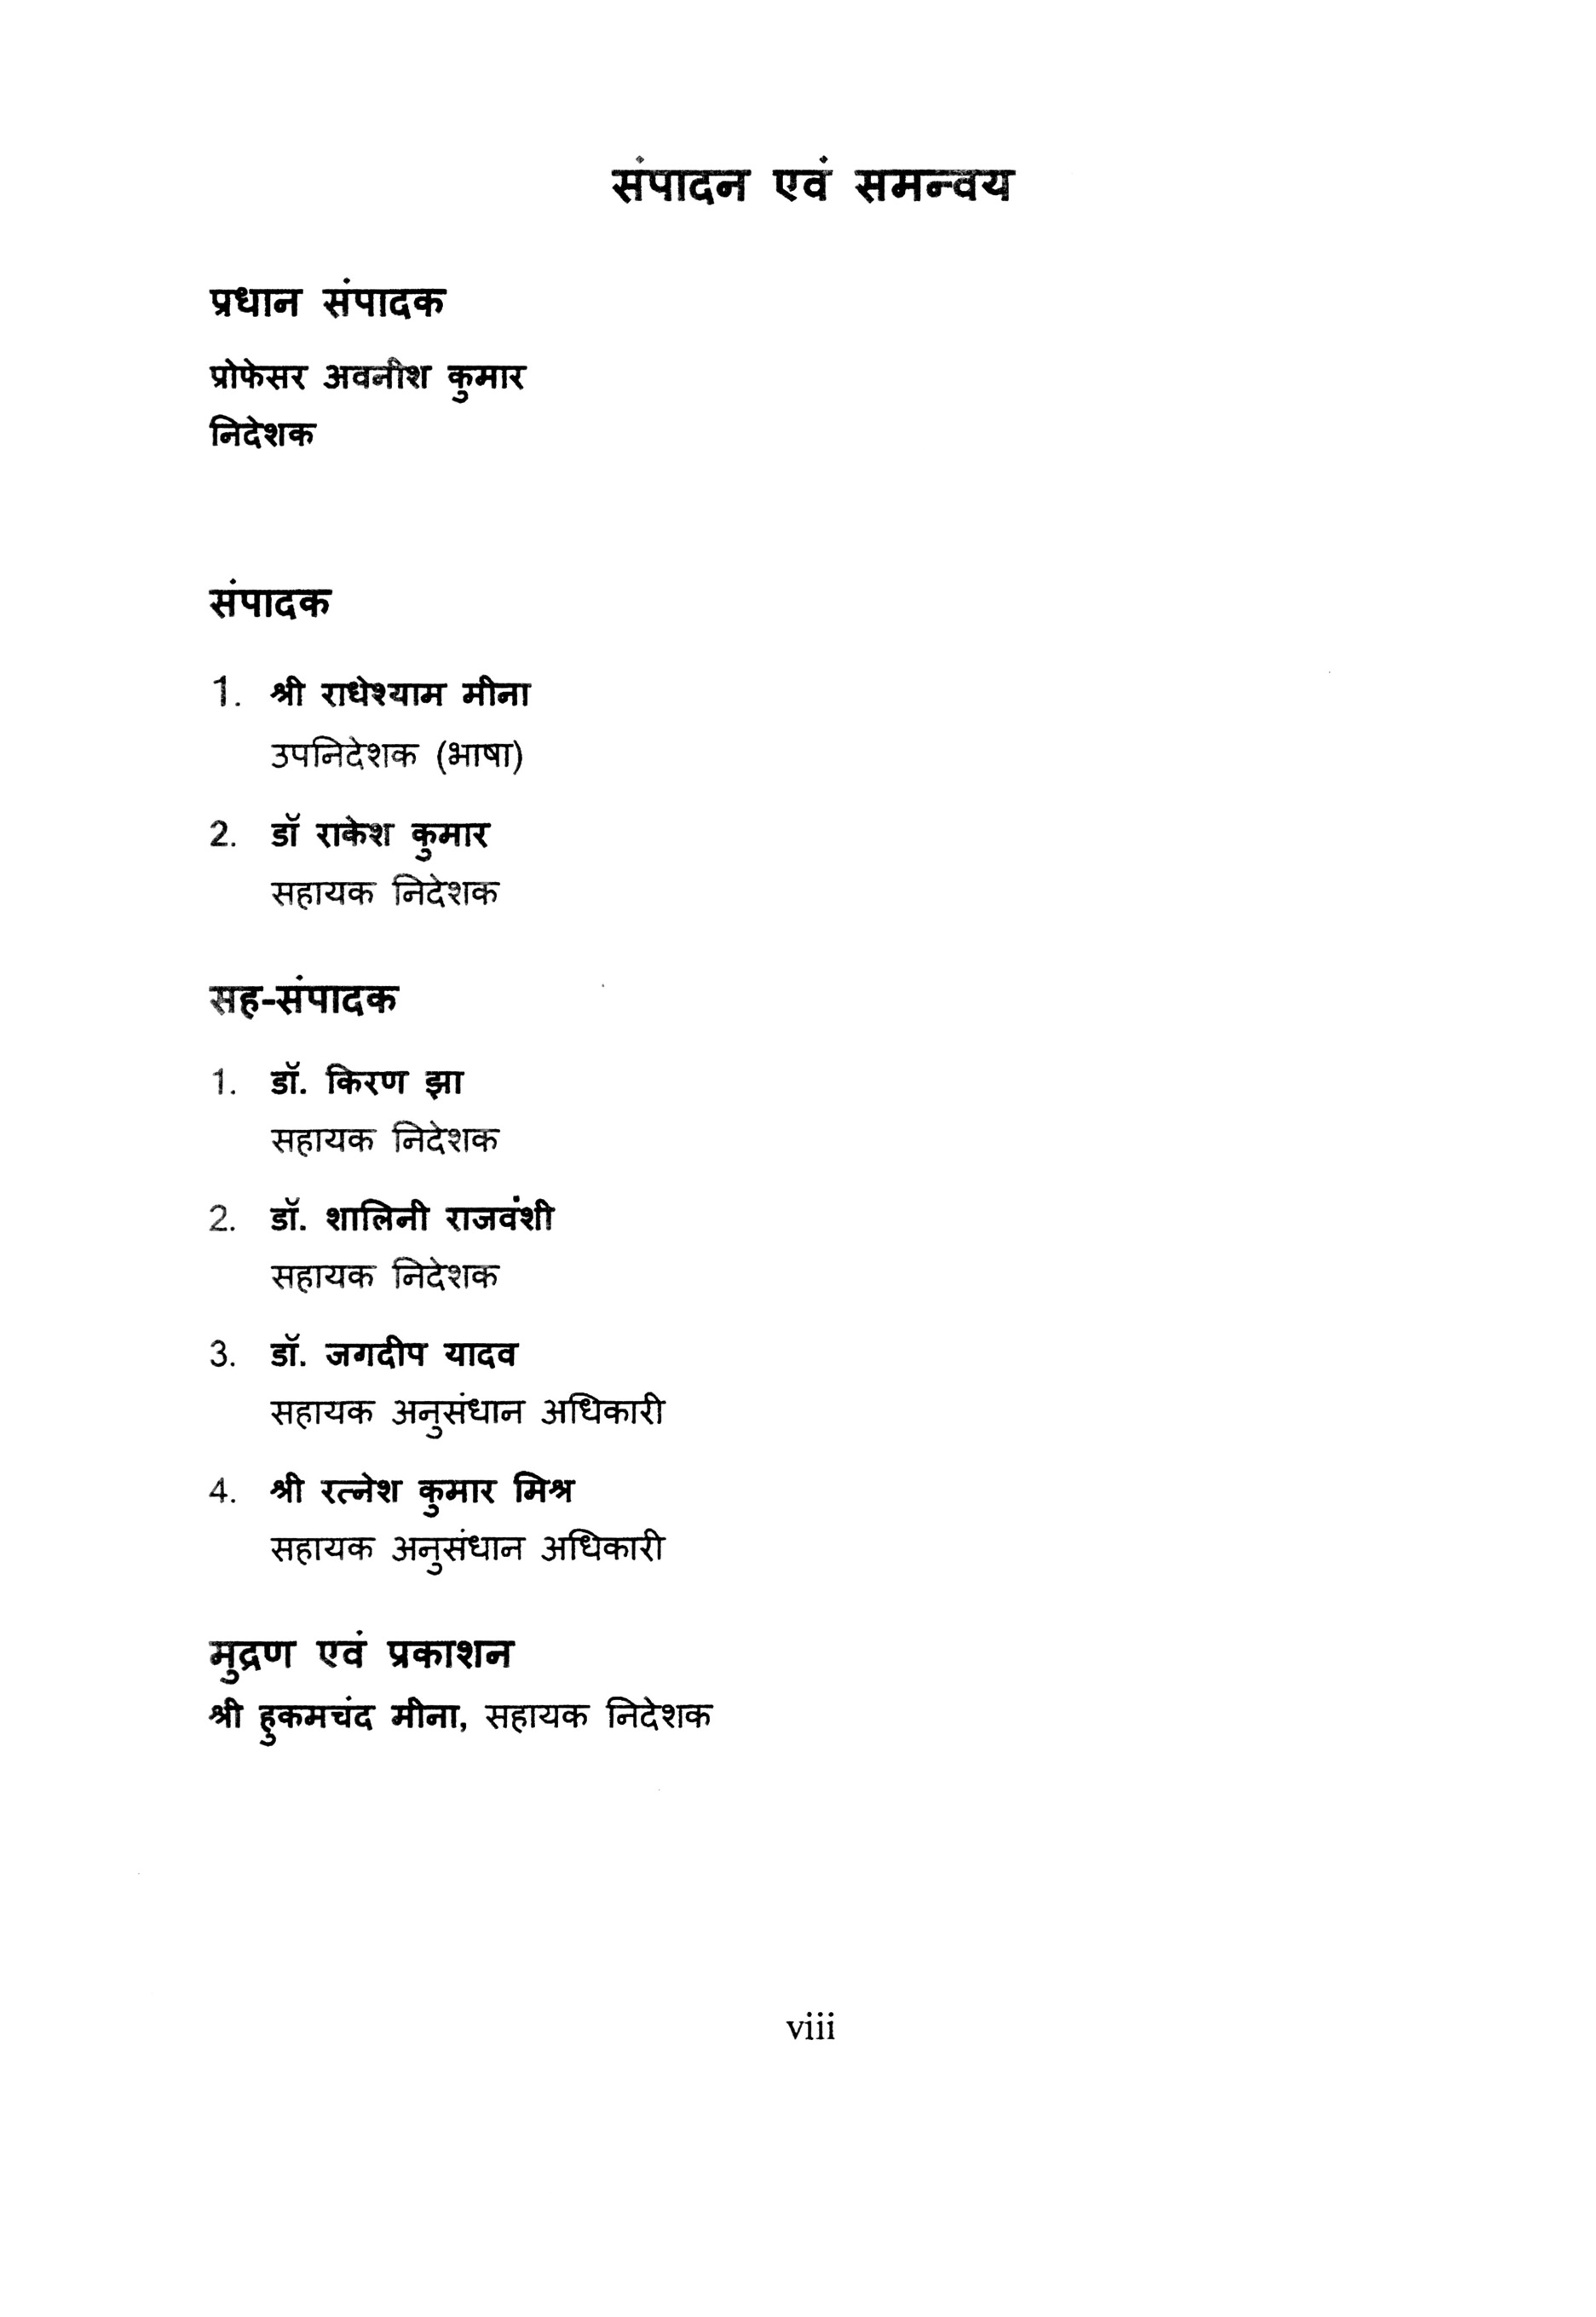 संपादन एवं समन्वय
प्रधान संपादक
प्रोफेसर अवनीश कुमार
निदेशक
संपादक
1. श्री राधेश्याम मीना
उपनिदेशक (भाषा)
2. डॉ राकेश कुमार
सहायक निदेशक
सह-संपादक
1. डॉ. किरण झा
सहायक निदेशक
2. डॉ. शालिनी राजवंशी
सहायक निदेशक
3. डॉ. जगदीप यादव
सहायक अनुसंधान अधिकारी
4. श्री रत्नेश कुमार मिश्र
सहायक अनुसंधान अधिकारी
मुद्रण एवं प्रकाशन
श्री हुकमचंद मीना, सहायक निदेशक
viii